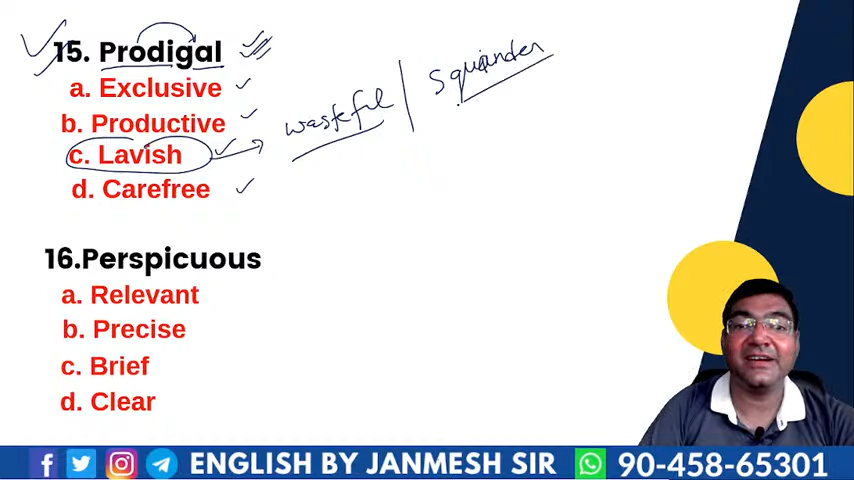 15. Prodigal
a. Exclusive
b. Productive
c. Lavish
d. Carefree
wasteful | Squander
16.Perspicuous
a. Relevant
b. Precise
c. Brief
d. Clear
ENGLISH BY JANMESH SIR 90-458-65301